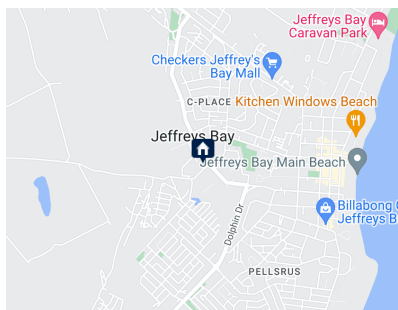 Jeffreys Bay
Caravan Park
Checkers Jeffrey's
Bay Mall
C-PLACE
Kitchen Windows Beach
Jeffreys Bay
Jeffreys Bay Main Beach
Billabong
Jeffreys B
Dolphin Dr
PELLSRUS